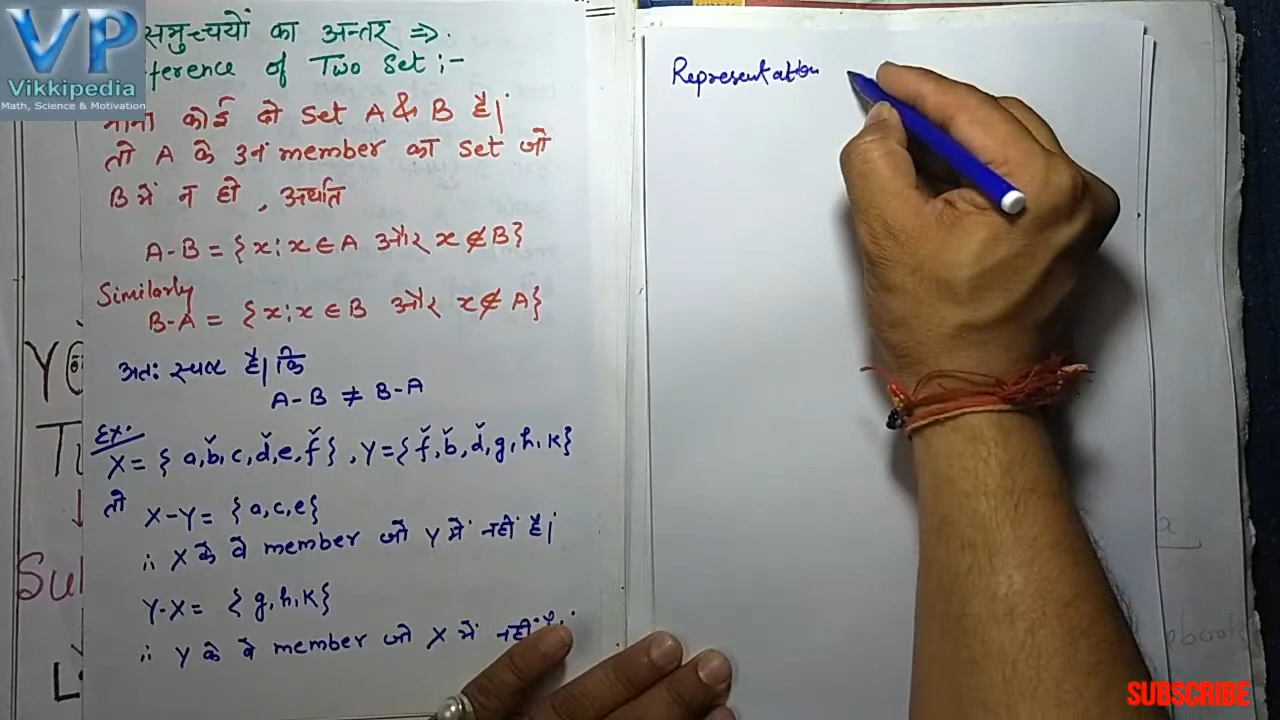 VP
Vikkipedia
Math, Science & Motivation
समुच्चयों का अन्तर ⇒.
ference of Two Set :-
माना कोई दो Set A & B है।
तो A के उन member का set जो
B में न हो , अर्थात
A-B = {x:x∈A और x∉B}
Similarly
B-A = {x:x∈B और x∉A}
अतः स्पष्ट है। कि
A-B ≠ B-A
Ex.
X = {a,b,c,d,e,f} , Y={f,b,d,g,h,k}
तो X-Y= {a,c,e}
∴ X के वे member जो Y में नहीं है।
Y-X= {g,h,k}
∴ Y के वे member जो X में नहीं
Representation
SUBSCRIBE